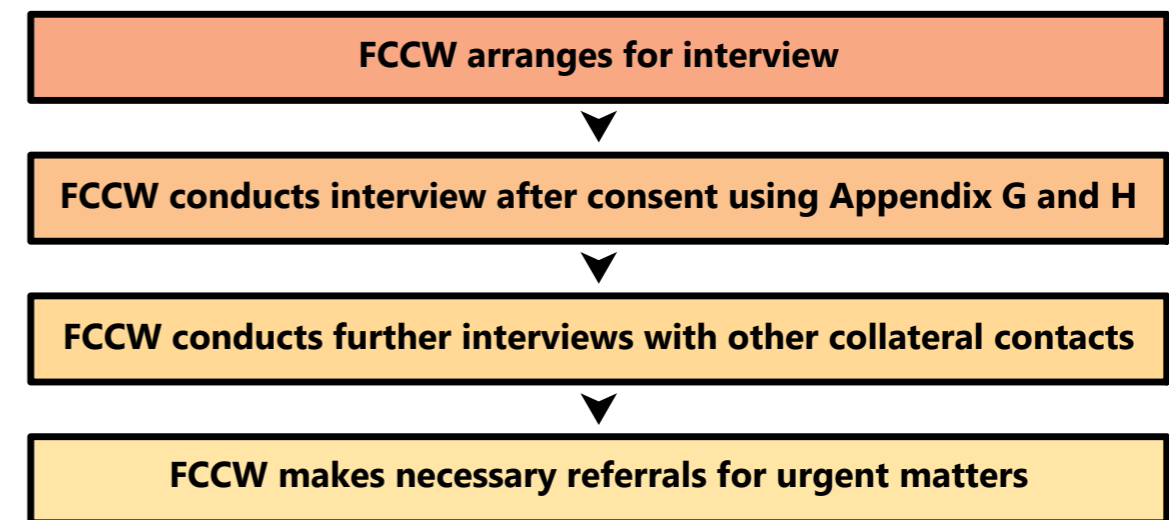 FCCW arranges for interview
FCCW conducts interview after consent using Appendix G and H
FCCW conducts further interviews with other collateral contacts
FCCW makes necessary referrals for urgent matters